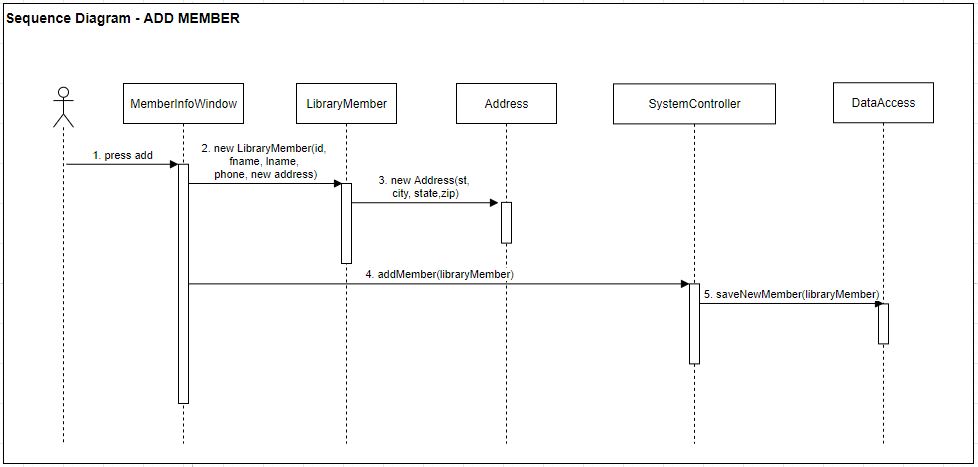 Sequence Diagram - ADD MEMBER
MemberInfoWindow
LibraryMember
Address
SystemController
DataAccess
1. press add
2. new LibraryMember(id,
fname, lname,
phone, new address)
3. new Address(st,
city, state,zip)
4. addMember(libraryMember)
5. saveNewMember(libraryMember)